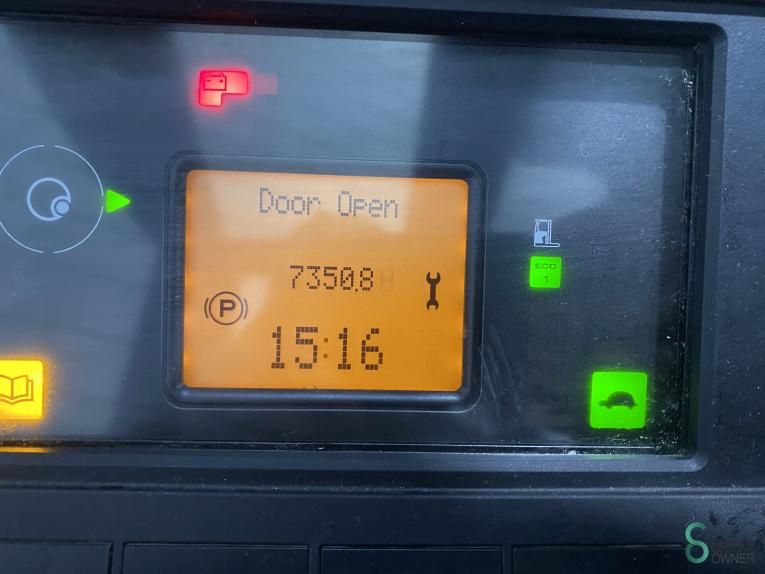 Door Open
7350.8
P
15:16
ECO
1
OWNER